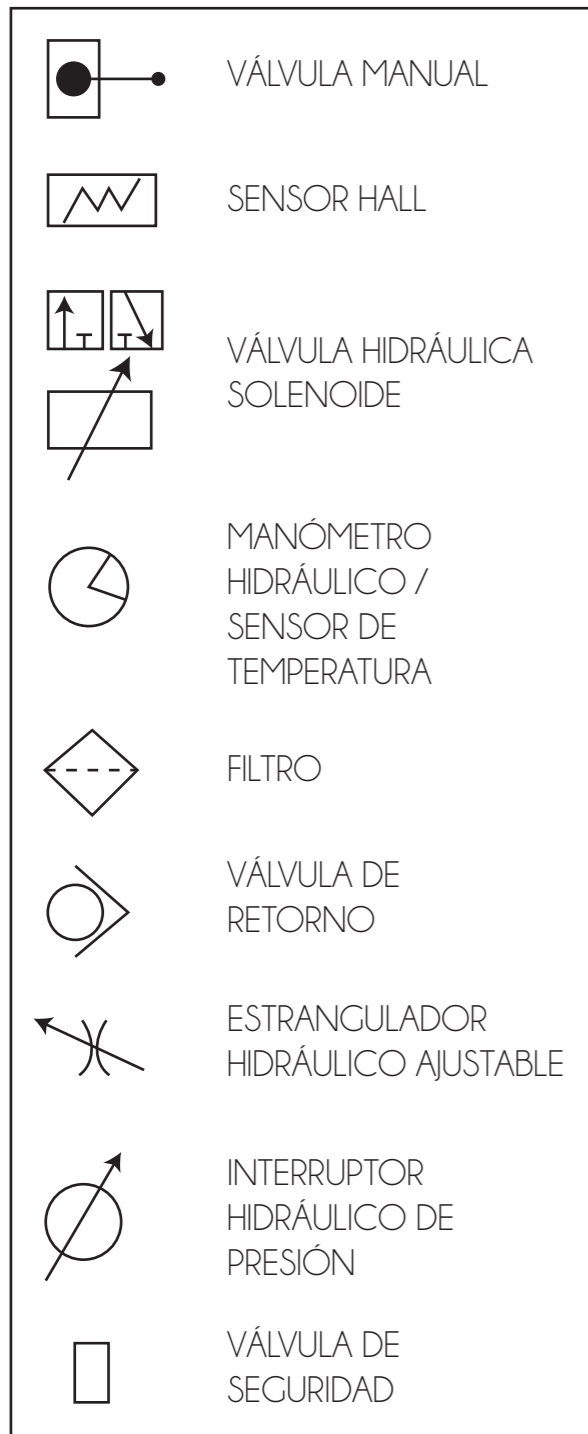 VÁLVULA MANUAL
SENSOR HALL
VÁLVULA HIDRÁULICA
SOLENOIDE
MANÓMETRO
HIDRÁULICO /
SENSOR DE
TEMPERATURA
FILTRO
VÁLVULA DE
RETORNO
ESTRANGULADOR
HIDRÁULICO AJUSTABLE
INTERRUPTOR
HIDRÁULICO DE
PRESIÓN
VÁLVULA DE
SEGURIDAD